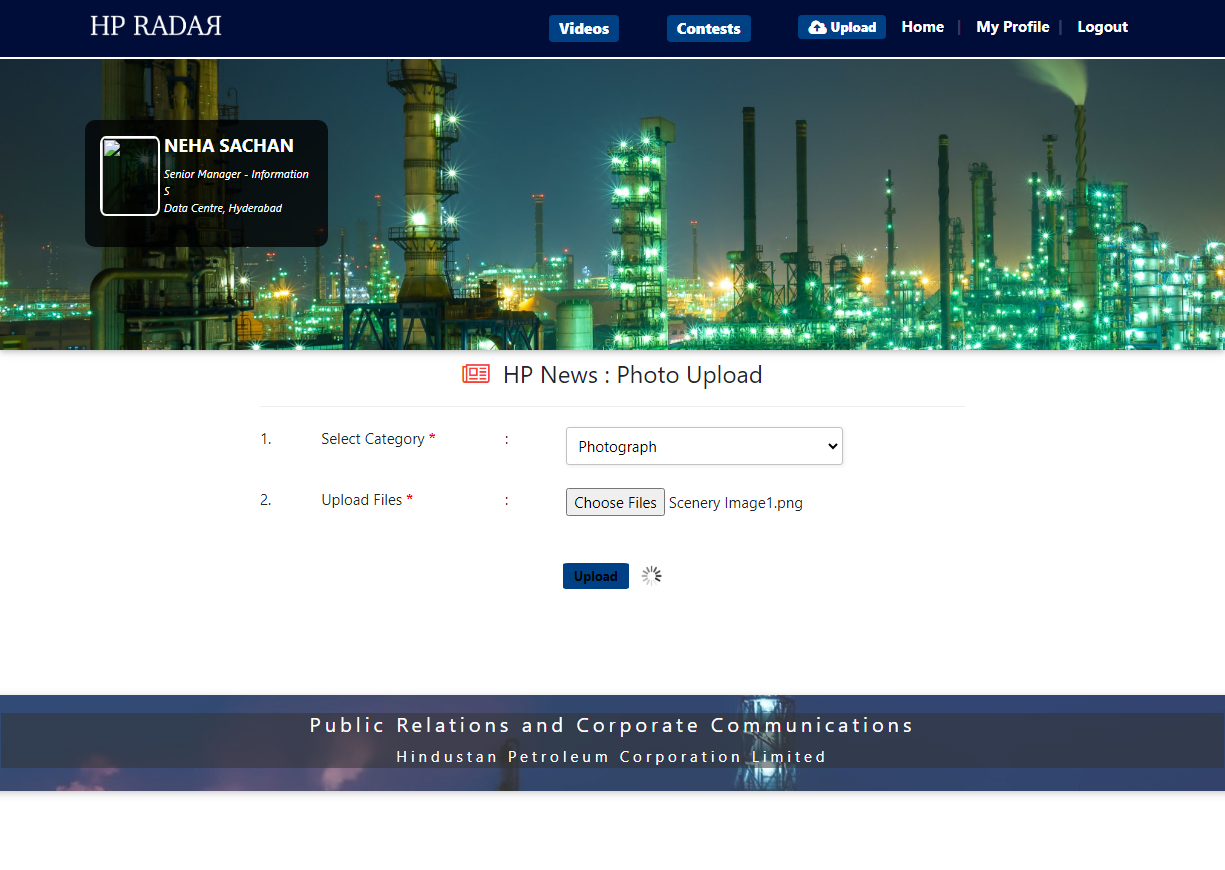 HP RADAЯ
Videos
Contests
Upload
Home | My Profile | Logout
NEHA SACHAN
Senior Manager - Information
S
Data Centre, Hyderabad
HP News : Photo Upload
1. Select Category * : Photograph
2. Upload Files * : Choose Files Scenery Image1.png
Upload
Public Relations and Corporate Communications
Hindustan Petroleum Corporation Limited